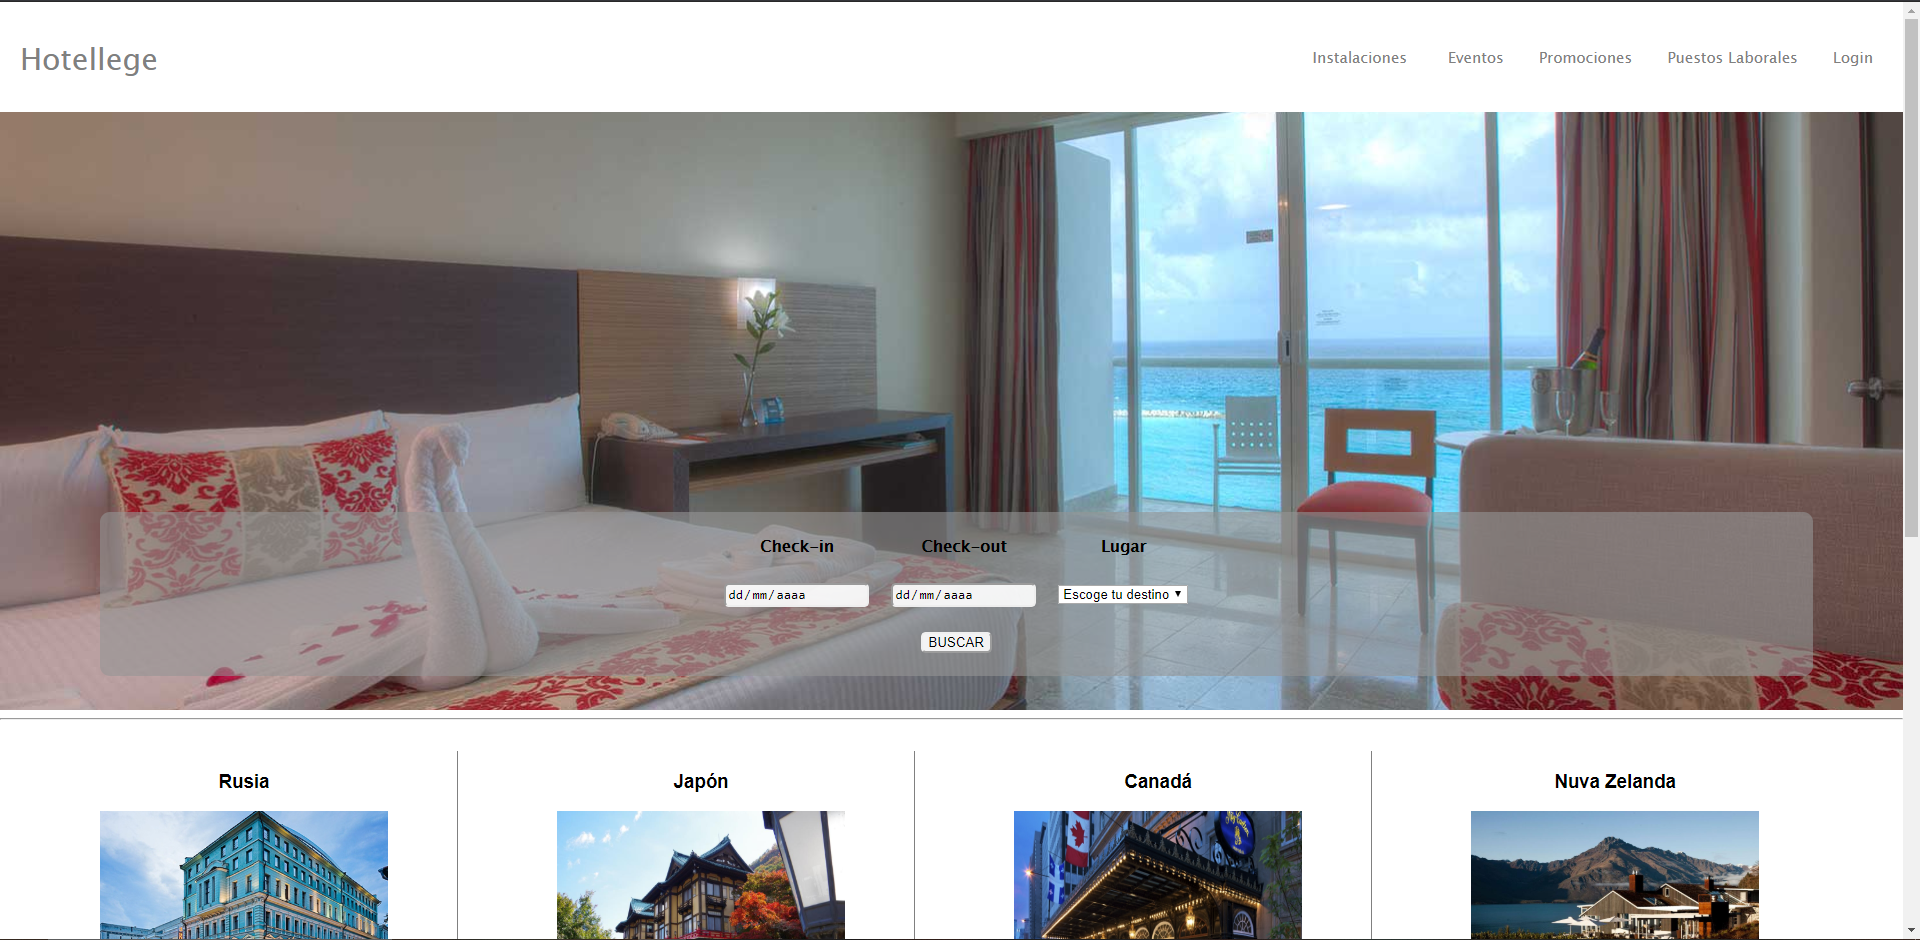 Hotellege
Instalaciones Eventos Promociones Puestos Laborales Login
Check-in Check-out Lugar
dd/mm/aaaa dd/mm/aaaa Escoge tu destino
BUSCAR
Rusia Japón Canadá Nuva Zelanda